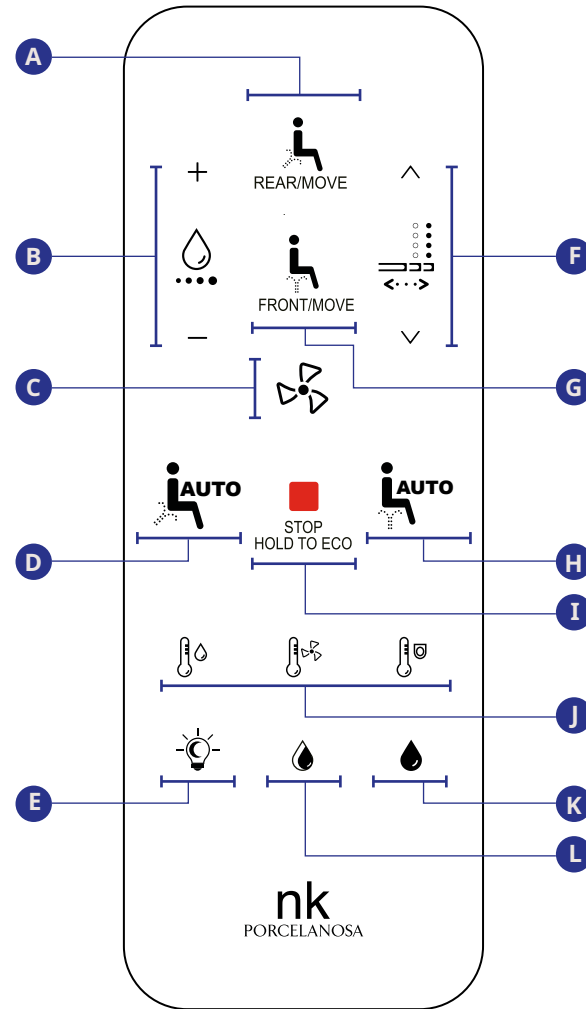 A
REAR/MOVE
B
F
FRONT/MOVE
G
C
AUTO
AUTO
STOP
HOLD TO ECO
D
H
I
J
E
K
L
nk
PORCELANOSA